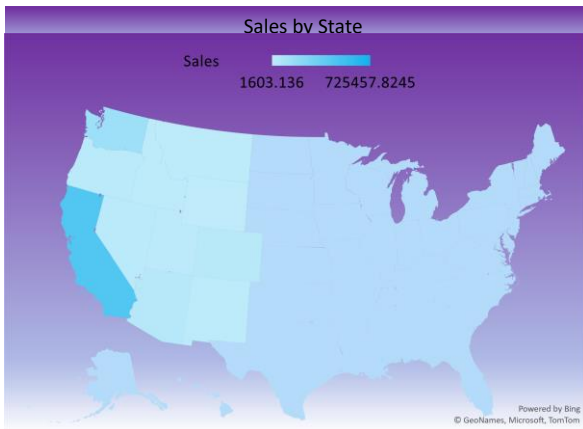 Sales by State
Sales
1603.136 725457.8245
Powered by Bing
© GeoNames, Microsoft, TomTom